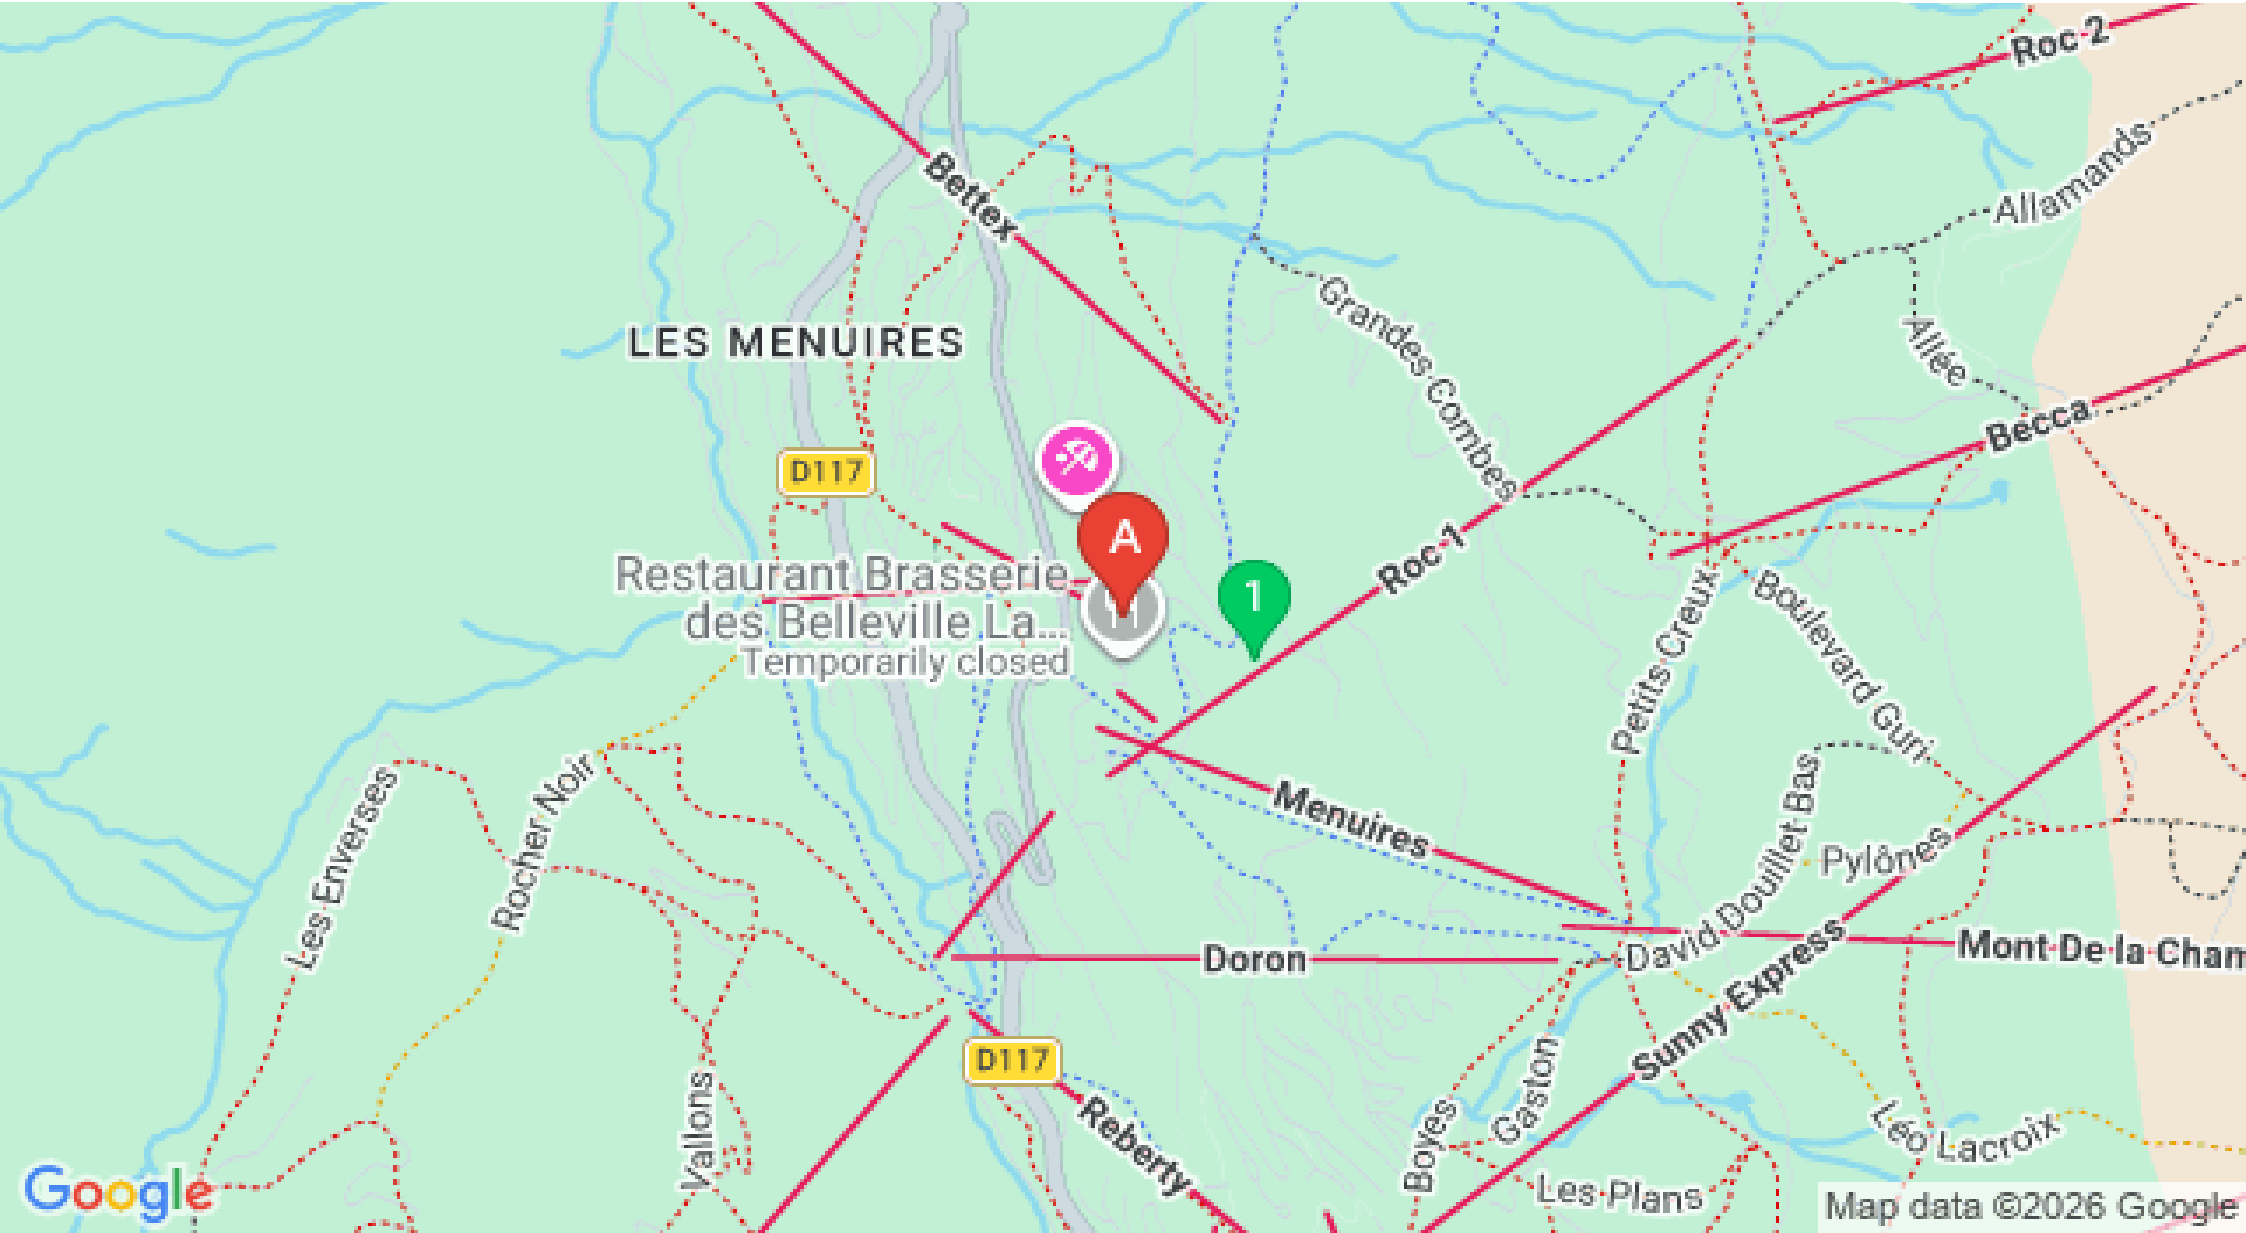 Roc 2
Allamands
Bettex
Grandes Combes
Allée
LES MENUIRES
Becca
D117
A
Roc 1
Restaurant Brasserie
des Belleville La...
Temporarily closed
1
Petits Creux
Boulevard Guri
Menuires
Les Enverses
Rocher Noir
David Douillet Bas
Pylônes
Doron
Mont De la Cham
Sunny Express
D117
Reberty
Vallons
Boyes
Gaston
Léo Lacroix
Les Plans
Google
Map data ©2026 Google